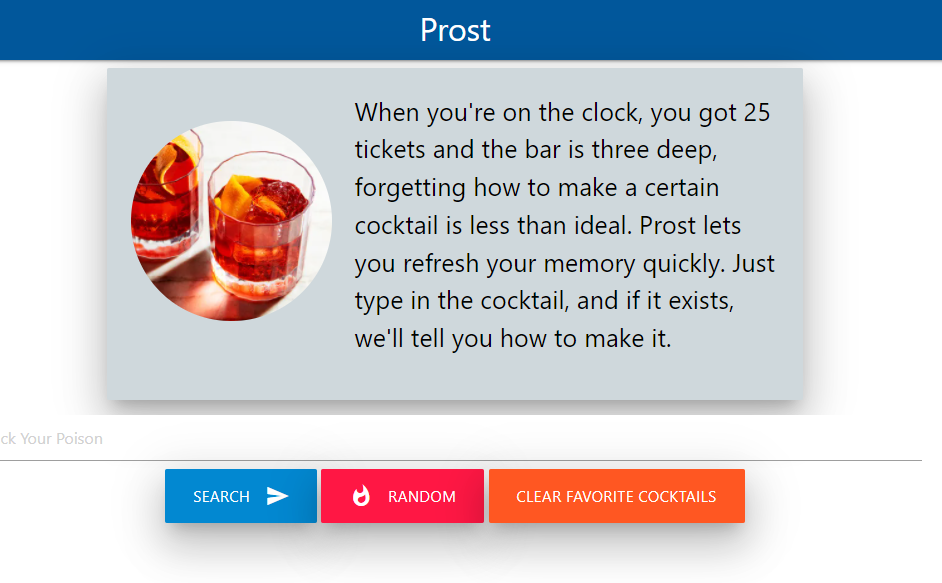 Prost
When you're on the clock, you got 25
tickets and the bar is three deep,
forgetting how to make a certain
cocktail is less than ideal. Prost lets
you refresh your memory quickly. Just
type in the cocktail, and if it exists,
we'll tell you how to make it.
ck Your Poison
SEARCH RANDOM CLEAR FAVORITE COCKTAILS